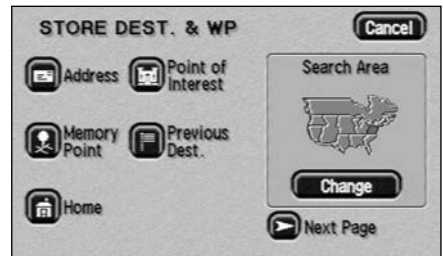 STORE DEST. & WP
Cancel
Address
Point of
Interest
Search Area
Memory
Point
Previous
Dest.
Change
Home
Next Page